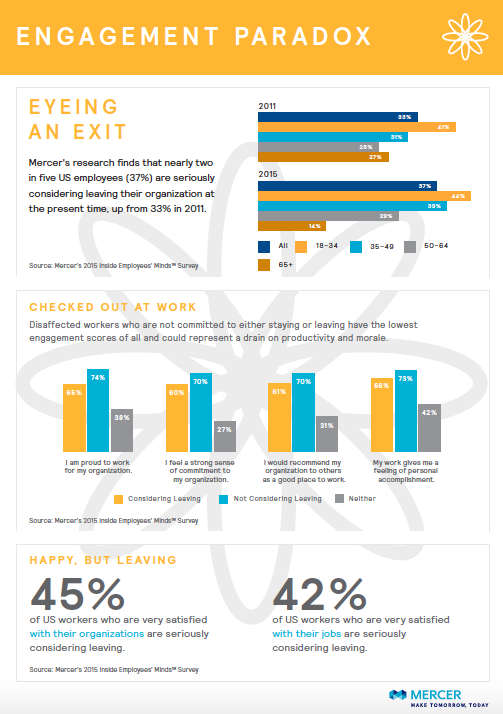 ENGAGEMENT PARADOX
EYEING
AN EXIT
Mercer's research finds that nearly two
in five US employees (37%) are seriously
considering leaving their organization at
the present time, up from 33% in 2011.
Source: Mercer's 2015 Inside Employees' Minds™ Survey
2011
33%
41%
31%
28%
27%
2015
37%
44%
39%
29%
14%
All 18–34 35–49 50–64
65+
CHECKED OUT AT WORK
Disaffected workers who are not committed to either staying or leaving have the lowest
engagement scores of all and could represent a drain on productivity and morale.
65% 74% 38%
60% 70% 27%
61% 70% 31%
68% 73% 42%
I am proud to work
for my organization.
I feel a strong sense
of commitment to
my organization.
I would recommend my
organization to others
as a good place to work.
My work gives me a
feeling of personal
accomplishment.
Considering Leaving Not Considering Leaving Neither
Source: Mercer's 2015 Inside Employees' Minds™ Survey
HAPPY, BUT LEAVING
45%
of US workers who are very satisfied
with their organizations are seriously
considering leaving.
42%
of US workers who are very satisfied
with their jobs are seriously
considering leaving.
Source: Mercer's 2015 Inside Employees' Minds™ Survey
MERCER
MAKE TOMORROW, TODAY